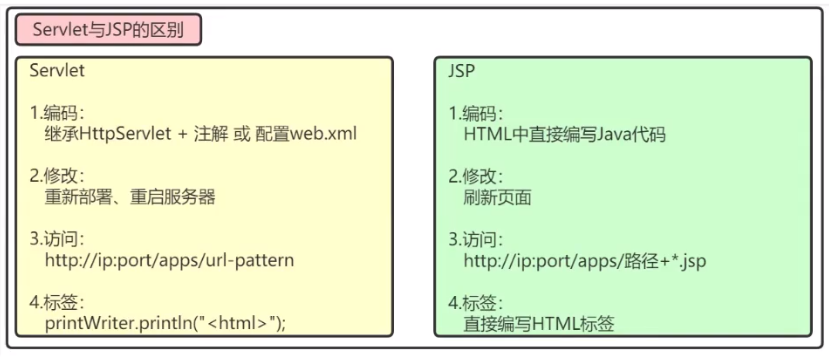 Servlet与JSP的区别
Servlet
1.编码：
继承HttpServlet + 注解 或 配置web.xml
2.修改：
重新部署、重启服务器
3.访问：
http://ip:port/apps/url-pattern
4.标签：
printWriter.println("<html>");
JSP
1.编码：
HTML中直接编写Java代码
2.修改：
刷新页面
3.访问：
http://ip:port/apps/路径+*.jsp
4.标签：
直接编写HTML标签